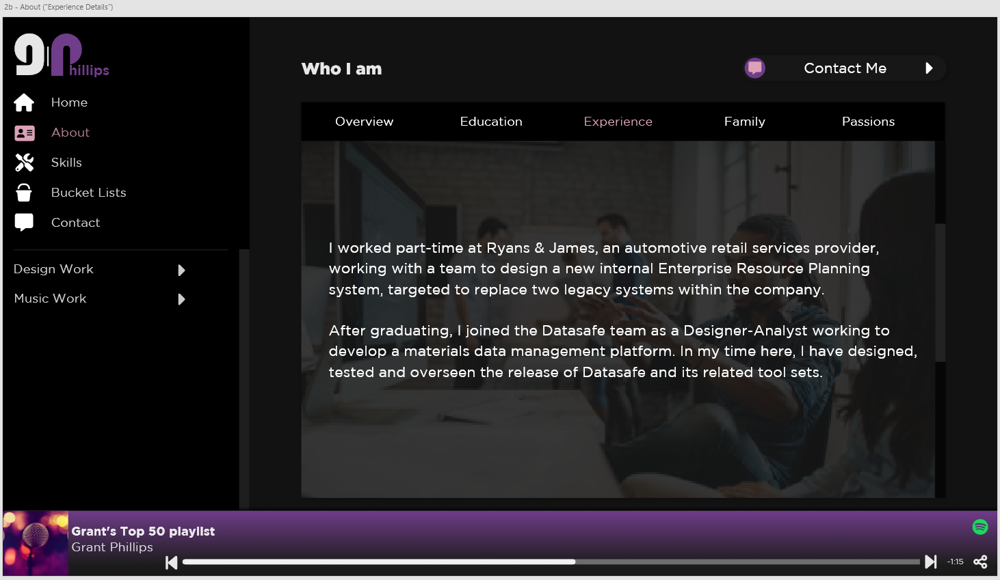 2b - About ("Experience Details")
gPhillips
Home
About
Skills
Bucket Lists
Contact
Design Work
Music Work
Who I am
Contact Me
Overview Education Experience Family Passions
I worked part-time at Ryans & James, an automotive retail services provider,
working with a team to design a new internal Enterprise Resource Planning
system, targeted to replace two legacy systems within the company.
After graduating, I joined the Datasafe team as a Designer-Analyst working to
develop a materials data management platform. In my time here, I have designed,
tested and overseen the release of Datasafe and its related tool sets.
Grant's Top 50 playlist
Grant Phillips
-1:15